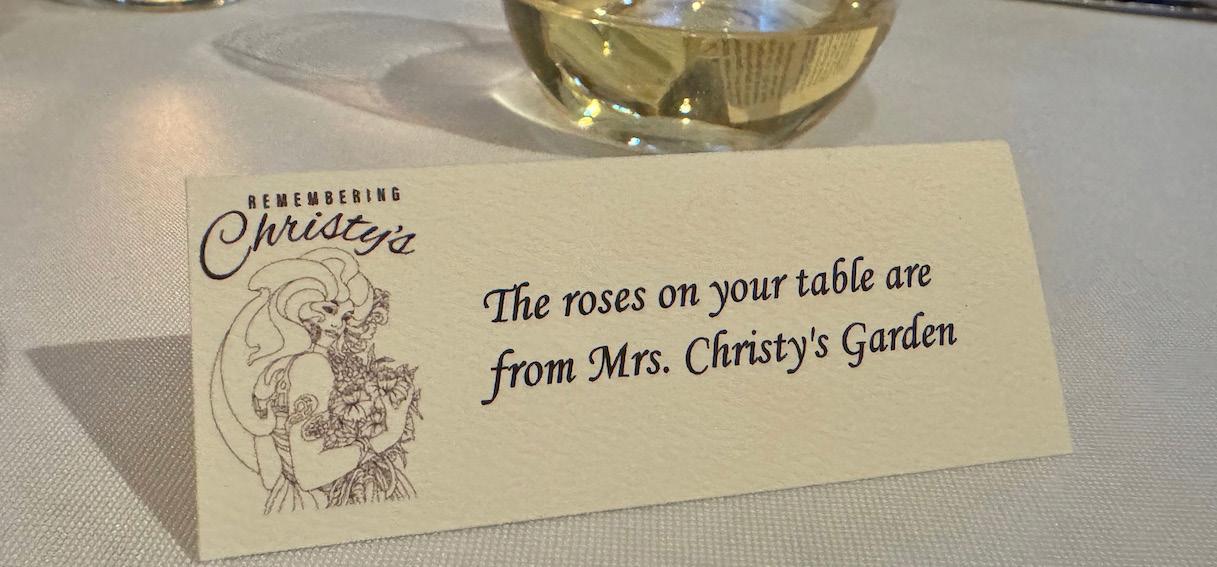 REMEMBERING
Christy's
The roses on your table are
from Mrs. Christy's Garden